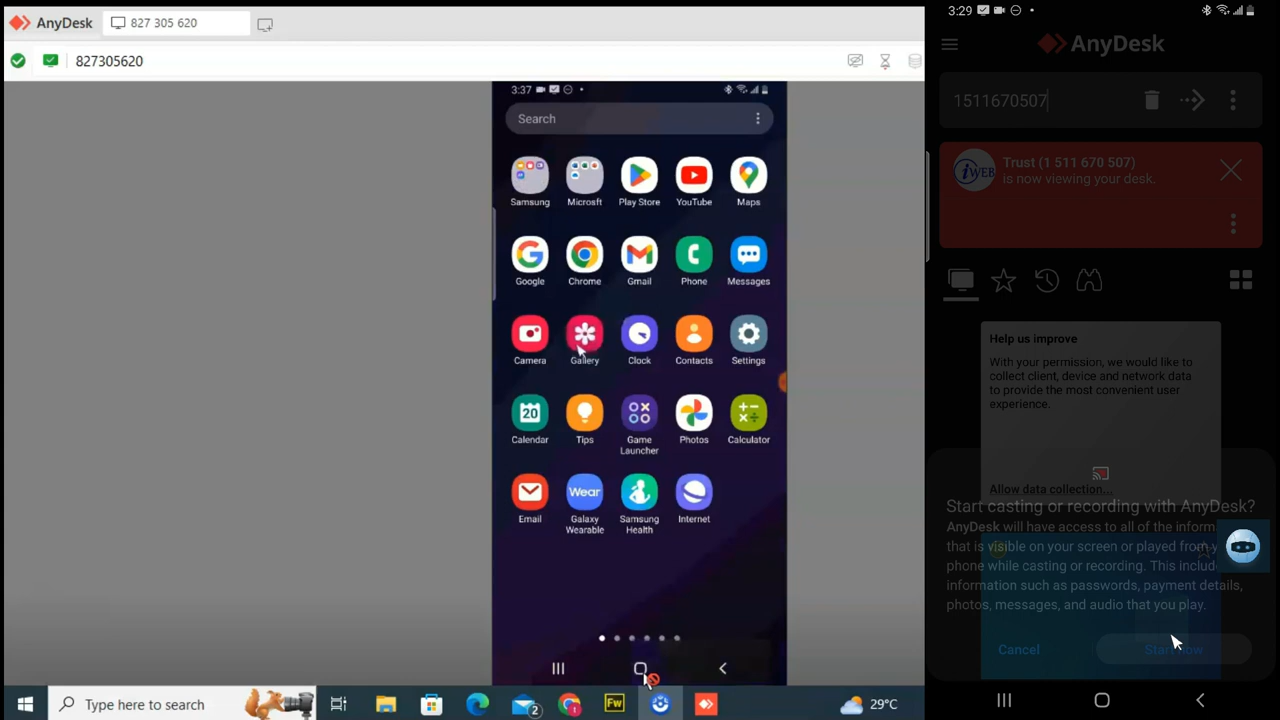 AnyDesk
827 305 620
827305620
3:37
Search
Samsung
Microsft
Play Store
YouTube
Maps
Google
Chrome
Gmail
Phone
Messages
Camera
Gallery
Clock
Contacts
Settings
20
Calendar
Tips
Game
Launcher
Photos
Calculator
Email
Wear
Galaxy
Wearable
Samsung
Health
Internet
Type here to search
2
Fw
29°C
3:29
AnyDesk
1511670507
iWEB
Trust (1 511 670 507)
is now viewing your desk.
Help us improve
With your permission, we would like to
collect client, device and network data
to provide the most convenient user
experience.
Allow data collection...
Start casting or recording with AnyDesk?
AnyDesk will have access to all of the inform
that is visible on your screen or played from
phone while casting or recording. This includ
information such as passwords, payment details,
photos, messages, and audio that you play.
Cancel
Start now